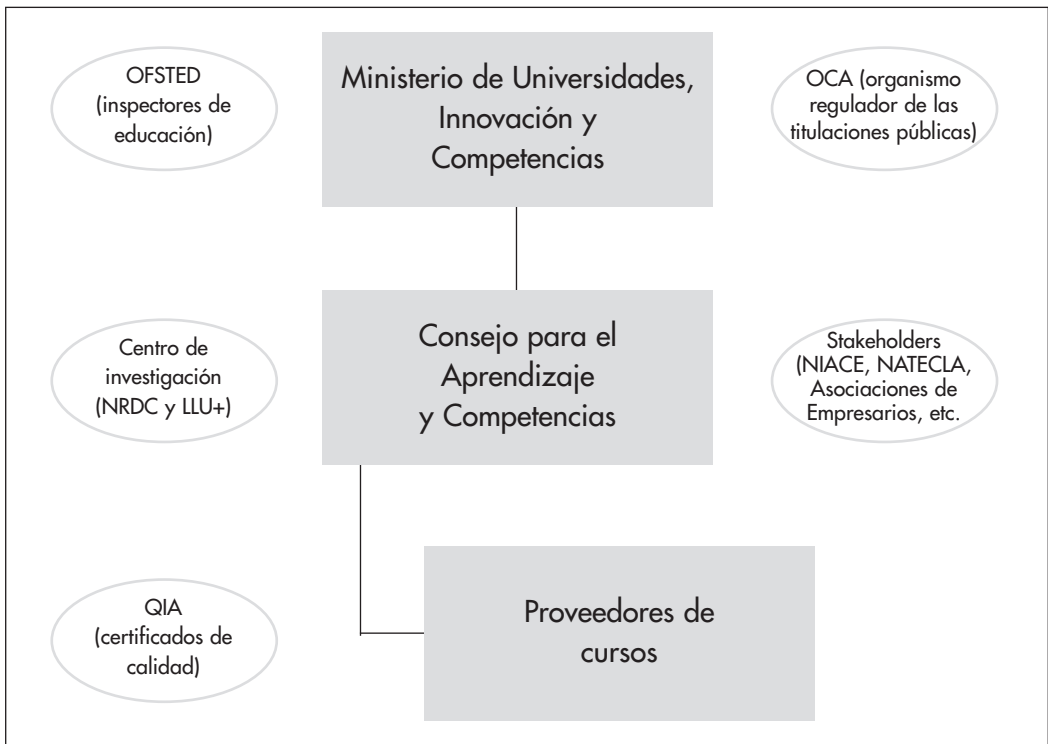 OFSTED
(inspectores de
educación)
Ministerio de Universidades,
Innovación y
Competencias
OCA (organismo
regulador de las
titulaciones públicas)
Centro de
investigación
(NRDC y LLU+)
Consejo para el
Aprendizaje
y Competencias
Stakeholders
(NIACE, NATECLA,
Asociaciones de
Empresarios, etc.
QIA
(certificados de
calidad)
Proveedores de
cursos